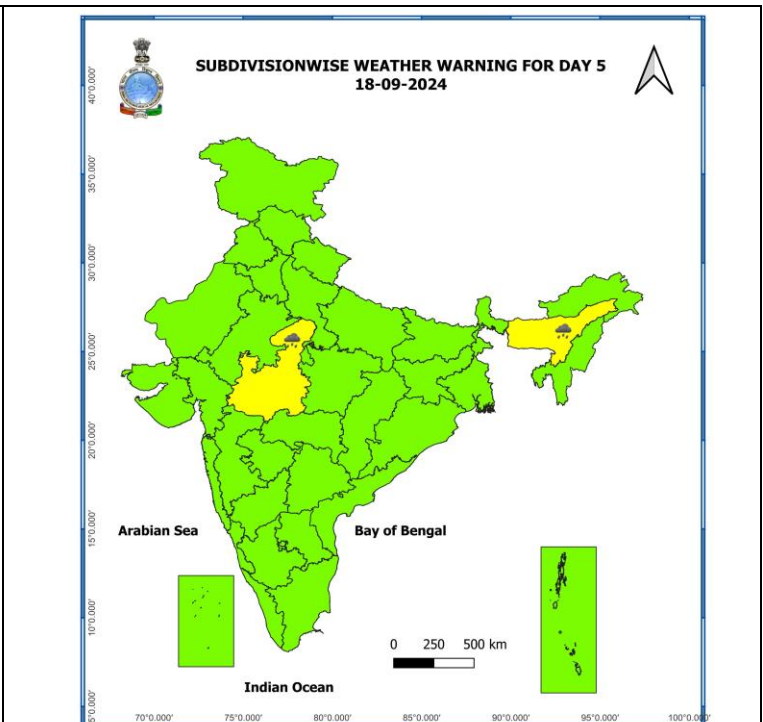 SUBDIVISIONWISE WEATHER WARNING FOR DAY 5
18-09-2024
40°0.000'
35°0.000'
30°0.000'
25°0.000'
20°0.000'
15°0.000'
10°0.000'
5°0.000'
Arabian Sea
Bay of Bengal
0 250 500 km
Indian Ocean
70°0.000' 75°0.000' 80°0.000' 85°0.000' 90°0.000' 95°0.000' 100°0.000'